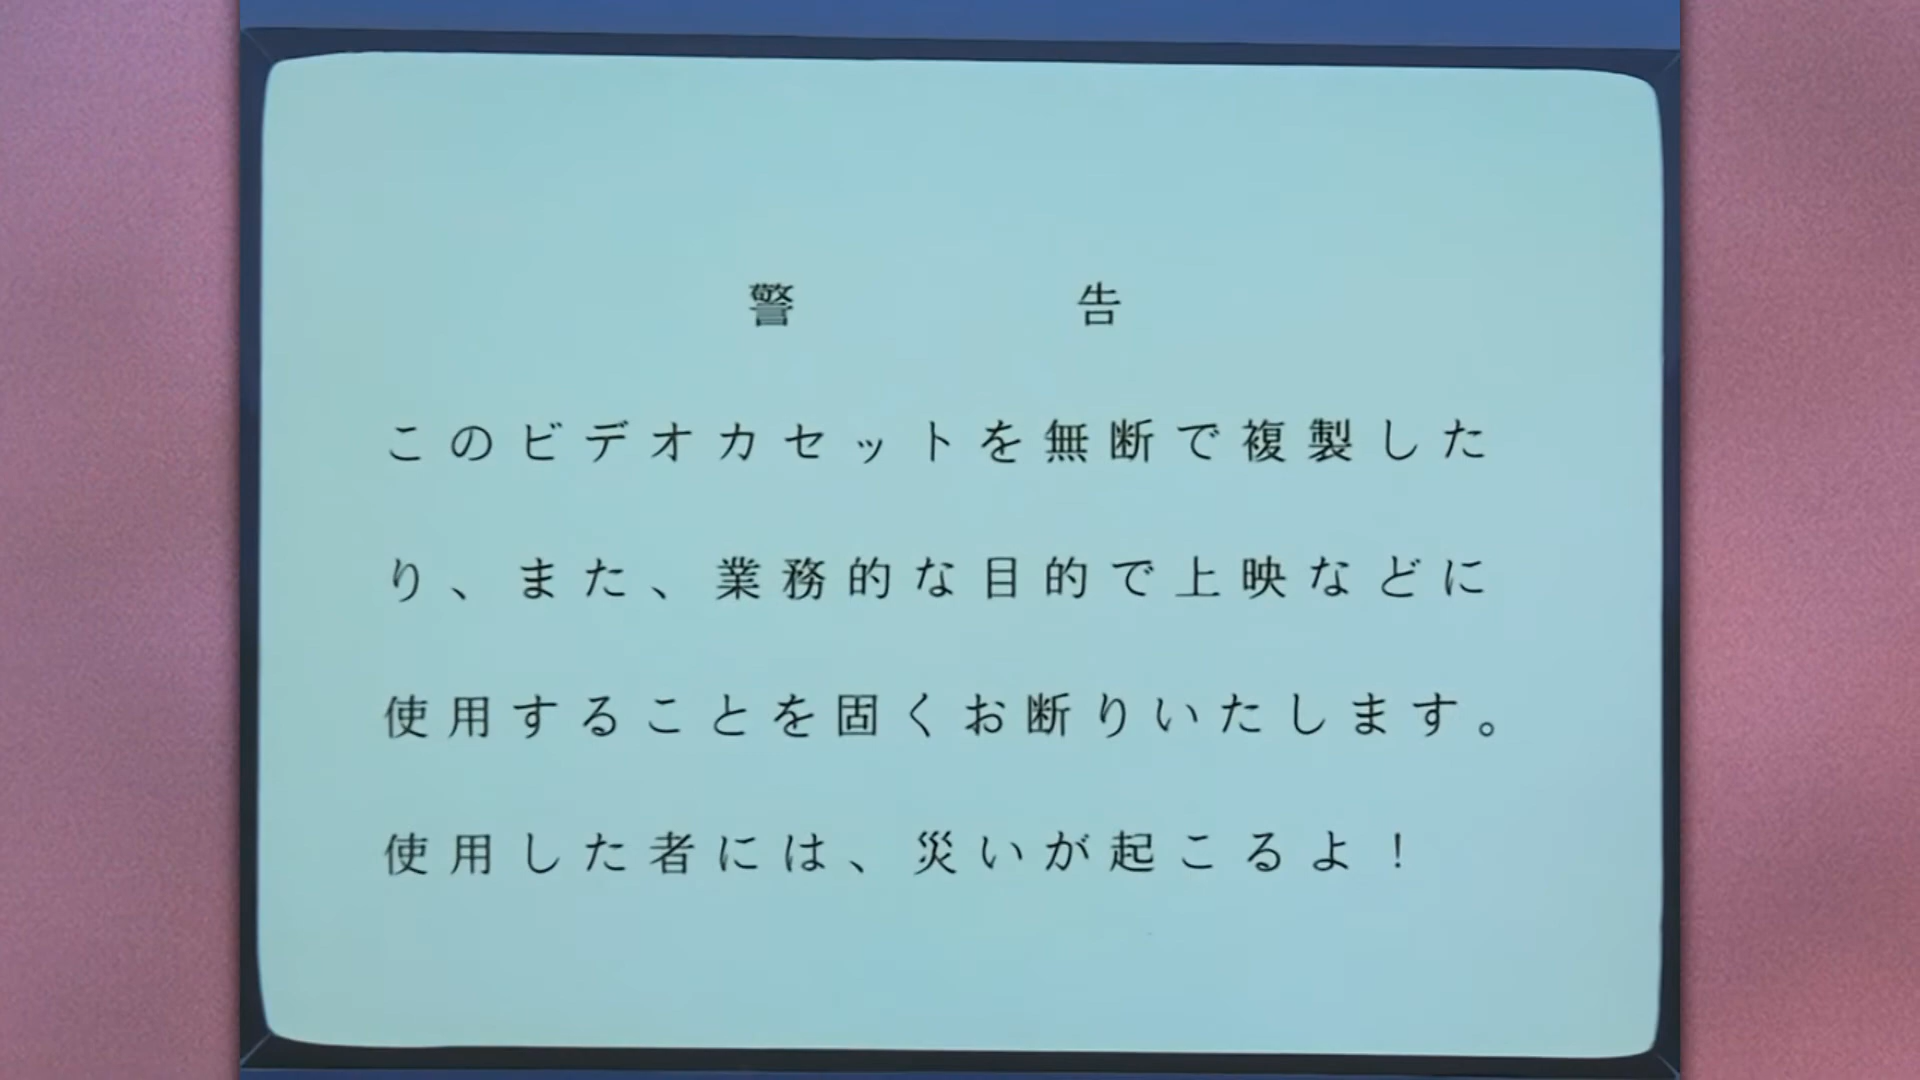 警告
このビデオカセットを無断で複製した
り、また、業務的な目的で上映などに
使用することを固くお断りいたします。
使用した者には、災いが起こるよ！